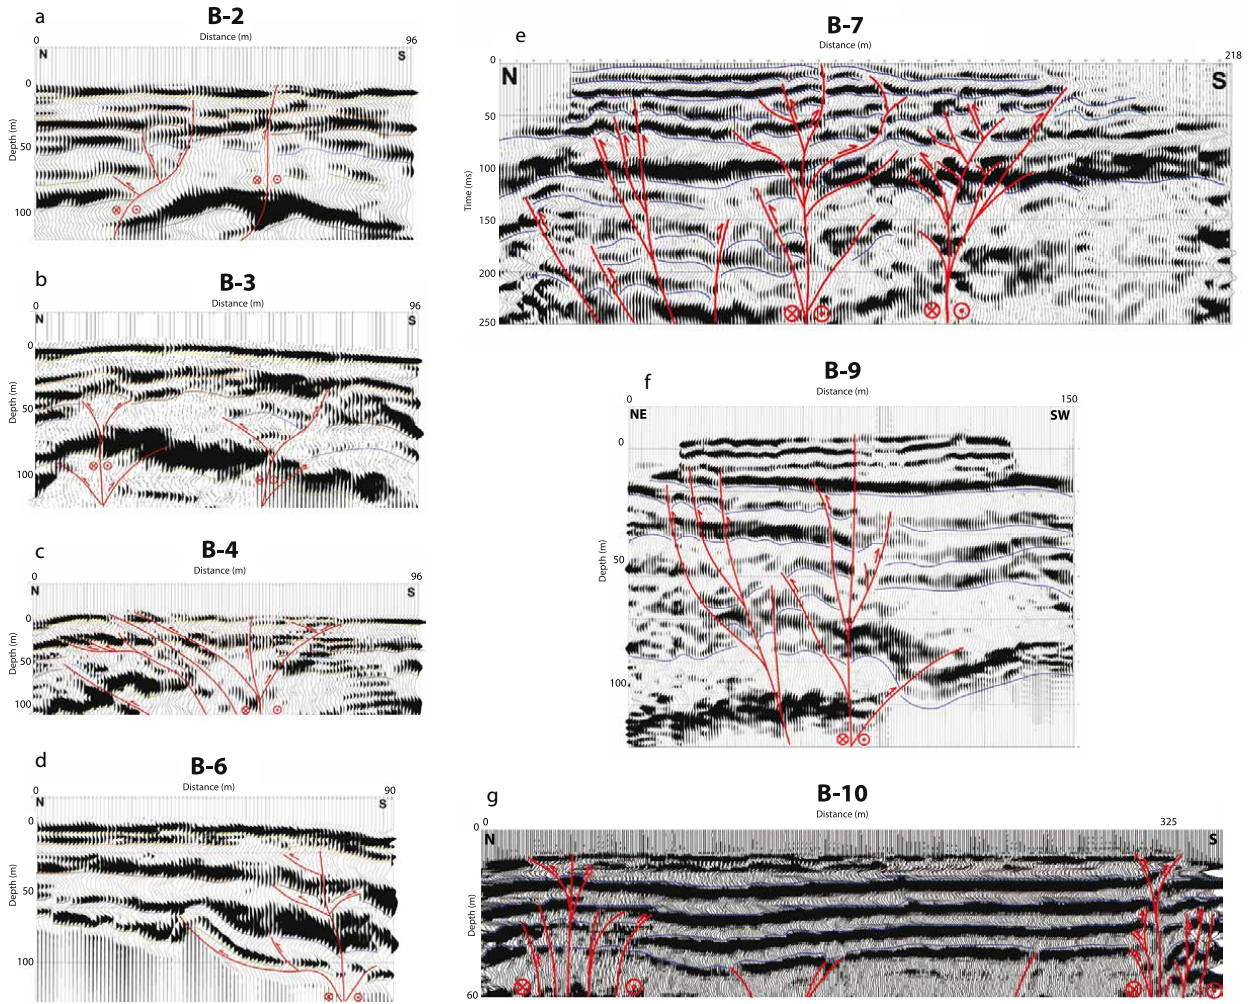 a
B-2
Distance (m)
0
96
N
S
0
50
100
Depth (m)
b
B-3
Distance (m)
0
96
N
S
0
50
100
Depth (m)
c
B-4
Distance (m)
0
96
N
S
0
50
100
Depth (m)
d
B-6
Distance (m)
0
90
N
S
0
50
100
Depth (m)
e
B-7
Distance (m)
0
218
N
S
50
100
150
200
250
Time (ms)
f
B-9
Distance (m)
0
150
NE
SW
0
50
100
Depth (m)
g
B-10
Distance (m)
0
0
325
N
S
60
Depth (m)